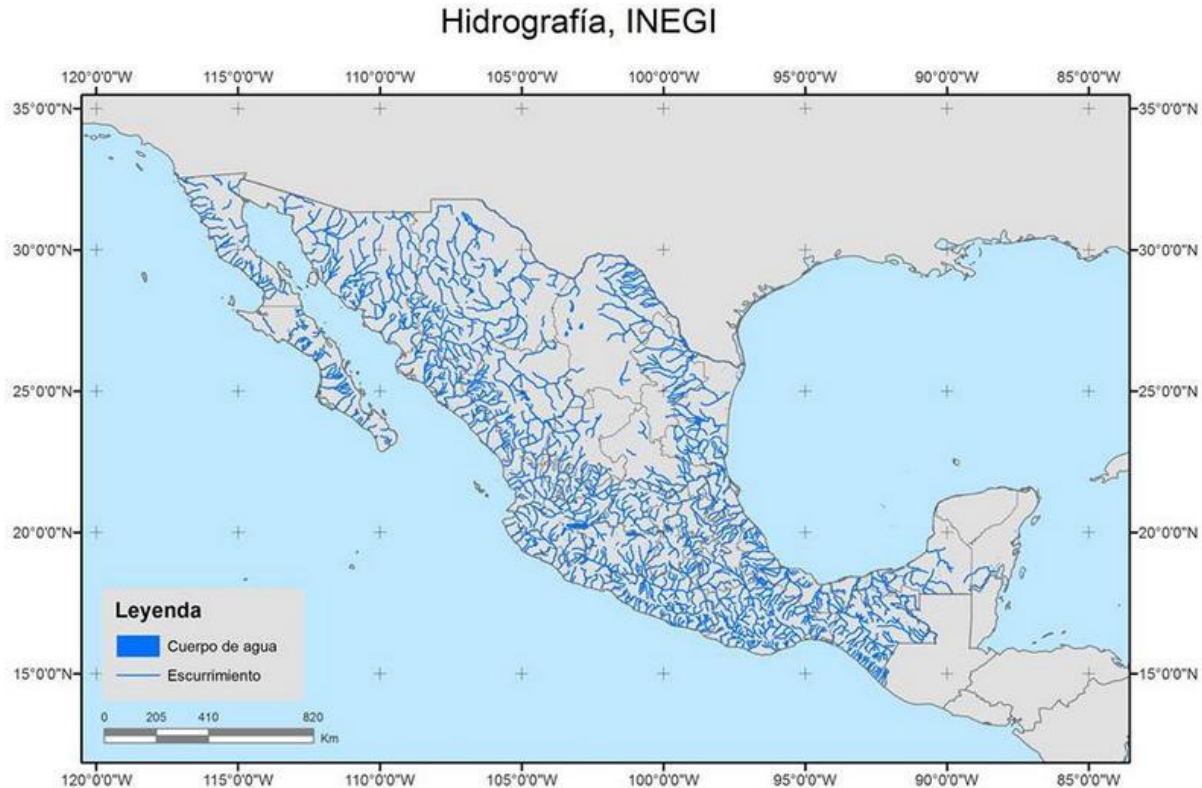 Hidrografía, INEGI
120°0'0"W 115°0'0"W 110°0'0"W 105°0'0"W 100°0'0"W 95°0'0"W 90°0'0"W 85°0'0"W
35°0'0"N 35°0'0"N
30°0'0"N 30°0'0"N
25°0'0"N 25°0'0"N
20°0'0"N 20°0'0"N
Leyenda
Cuerpo de agua
Escurrimiento
15°0'0"N 15°0'0"N
0 205 410 820
Km
120°0'0"W 115°0'0"W 110°0'0"W 105°0'0"W 100°0'0"W 95°0'0"W 90°0'0"W 85°0'0"W